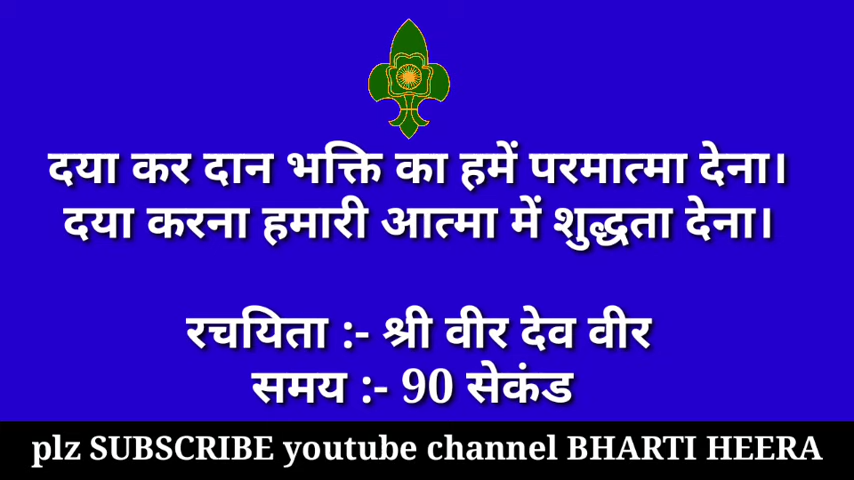 दया कर दान भक्ति का हमें परमात्मा देना।
दया करना हमारी आत्मा में शुद्धता देना।
रचयिता :- श्री वीर देव वीर
समय :- 90 सेकंड
plz SUBSCRIBE youtube channel BHARTI HEERA